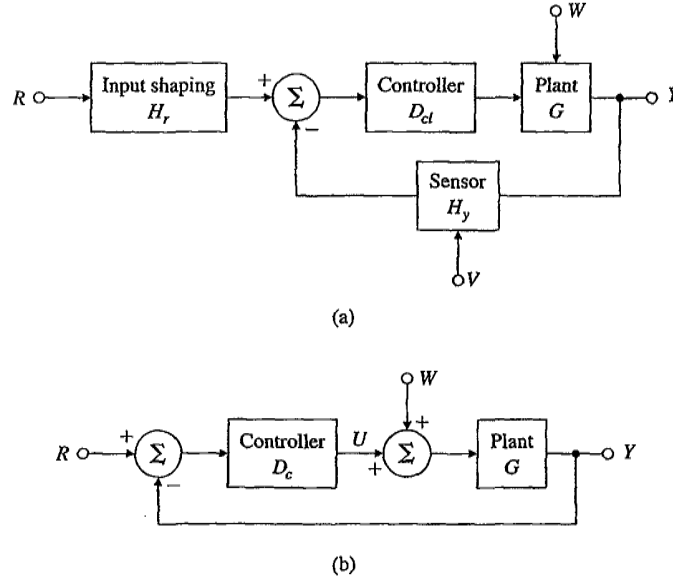 W
R
Input shaping
H_r
+
Σ
−
Controller
D_cl
Plant
G
Sensor
H_y
V
(a)
W
R
+
Σ
−
Controller
D_c
U
+
+
Σ
Plant
G
Y
(b)